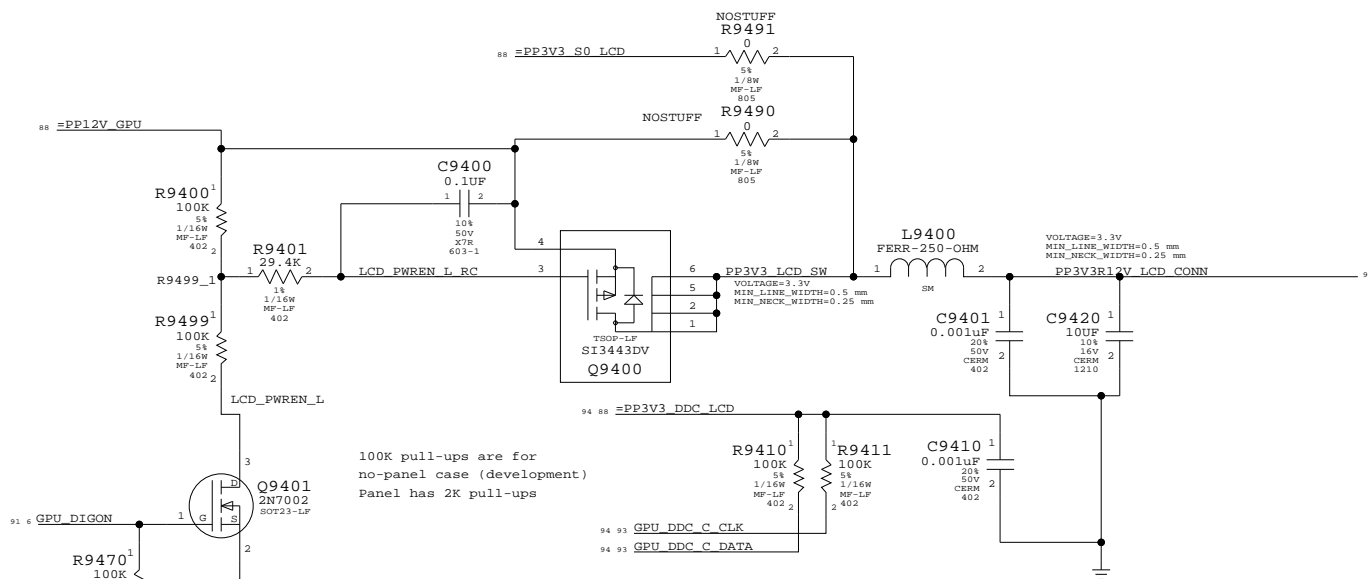 NOSTUFF
R9491
0
88 =PP3V3_S0_LCD
1 2
5%
1/8W
MF-LF
805
NOSTUFF
R9490
0
1 2
5%
1/8W
MF-LF
805
88 =PP12V_GPU
C9400
0.1UF
1 2
10%
50V
X7R
603-1
R9400
1
100K
5%
1/16W
MF-LF
402
2
R9401
29.4K
1 2
1%
1/16W
MF-LF
402
R9499_1
LCD_PWREN_L_RC
4
3
6
5
2
1
TSOP-LF
SI3443DV
Q9400
PP3V3_LCD_SW
VOLTAGE=3.3V
MIN_LINE_WIDTH=0.5 mm
MIN_NECK_WIDTH=0.25 mm
L9400
FERR-250-OHM
1 2
SM
VOLTAGE=3.3V
MIN_LINE_WIDTH=0.5 mm
MIN_NECK_WIDTH=0.25 mm
PP3V3R12V_LCD_CONN
9
R9499
1
100K
5%
1/16W
MF-LF
402
2
C9401
1
0.001uF
20%
50V
CERM
402
2
C9420
1
10UF
10%
16V
CERM
1210
2
LCD_PWREN_L
94 88 =PP3V3_DDC_LCD
R9410
1
100K
5%
1/16W
MF-LF
402
2
R9411
1
100K
5%
1/16W
MF-LF
402
2
C9410
1
0.001uF
20%
50V
CERM
402
2
100K pull-ups are for
no-panel case (development)
Panel has 2K pull-ups
3
D
Q9401
2N7002
SOT23-LF
1
G
S
2
91 6 GPU_DIGON
94 93 GPU_DDC_C_CLK
94 93 GPU_DDC_C_DATA
R9470
1
100K